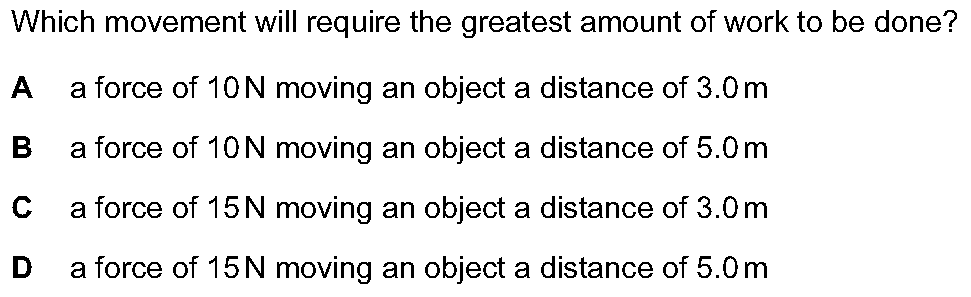 Which movement will require the greatest amount of work to be done?
A a force of 10 N moving an object a distance of 3.0 m
B a force of 10 N moving an object a distance of 5.0 m
C a force of 15 N moving an object a distance of 3.0 m
D a force of 15 N moving an object a distance of 5.0 m